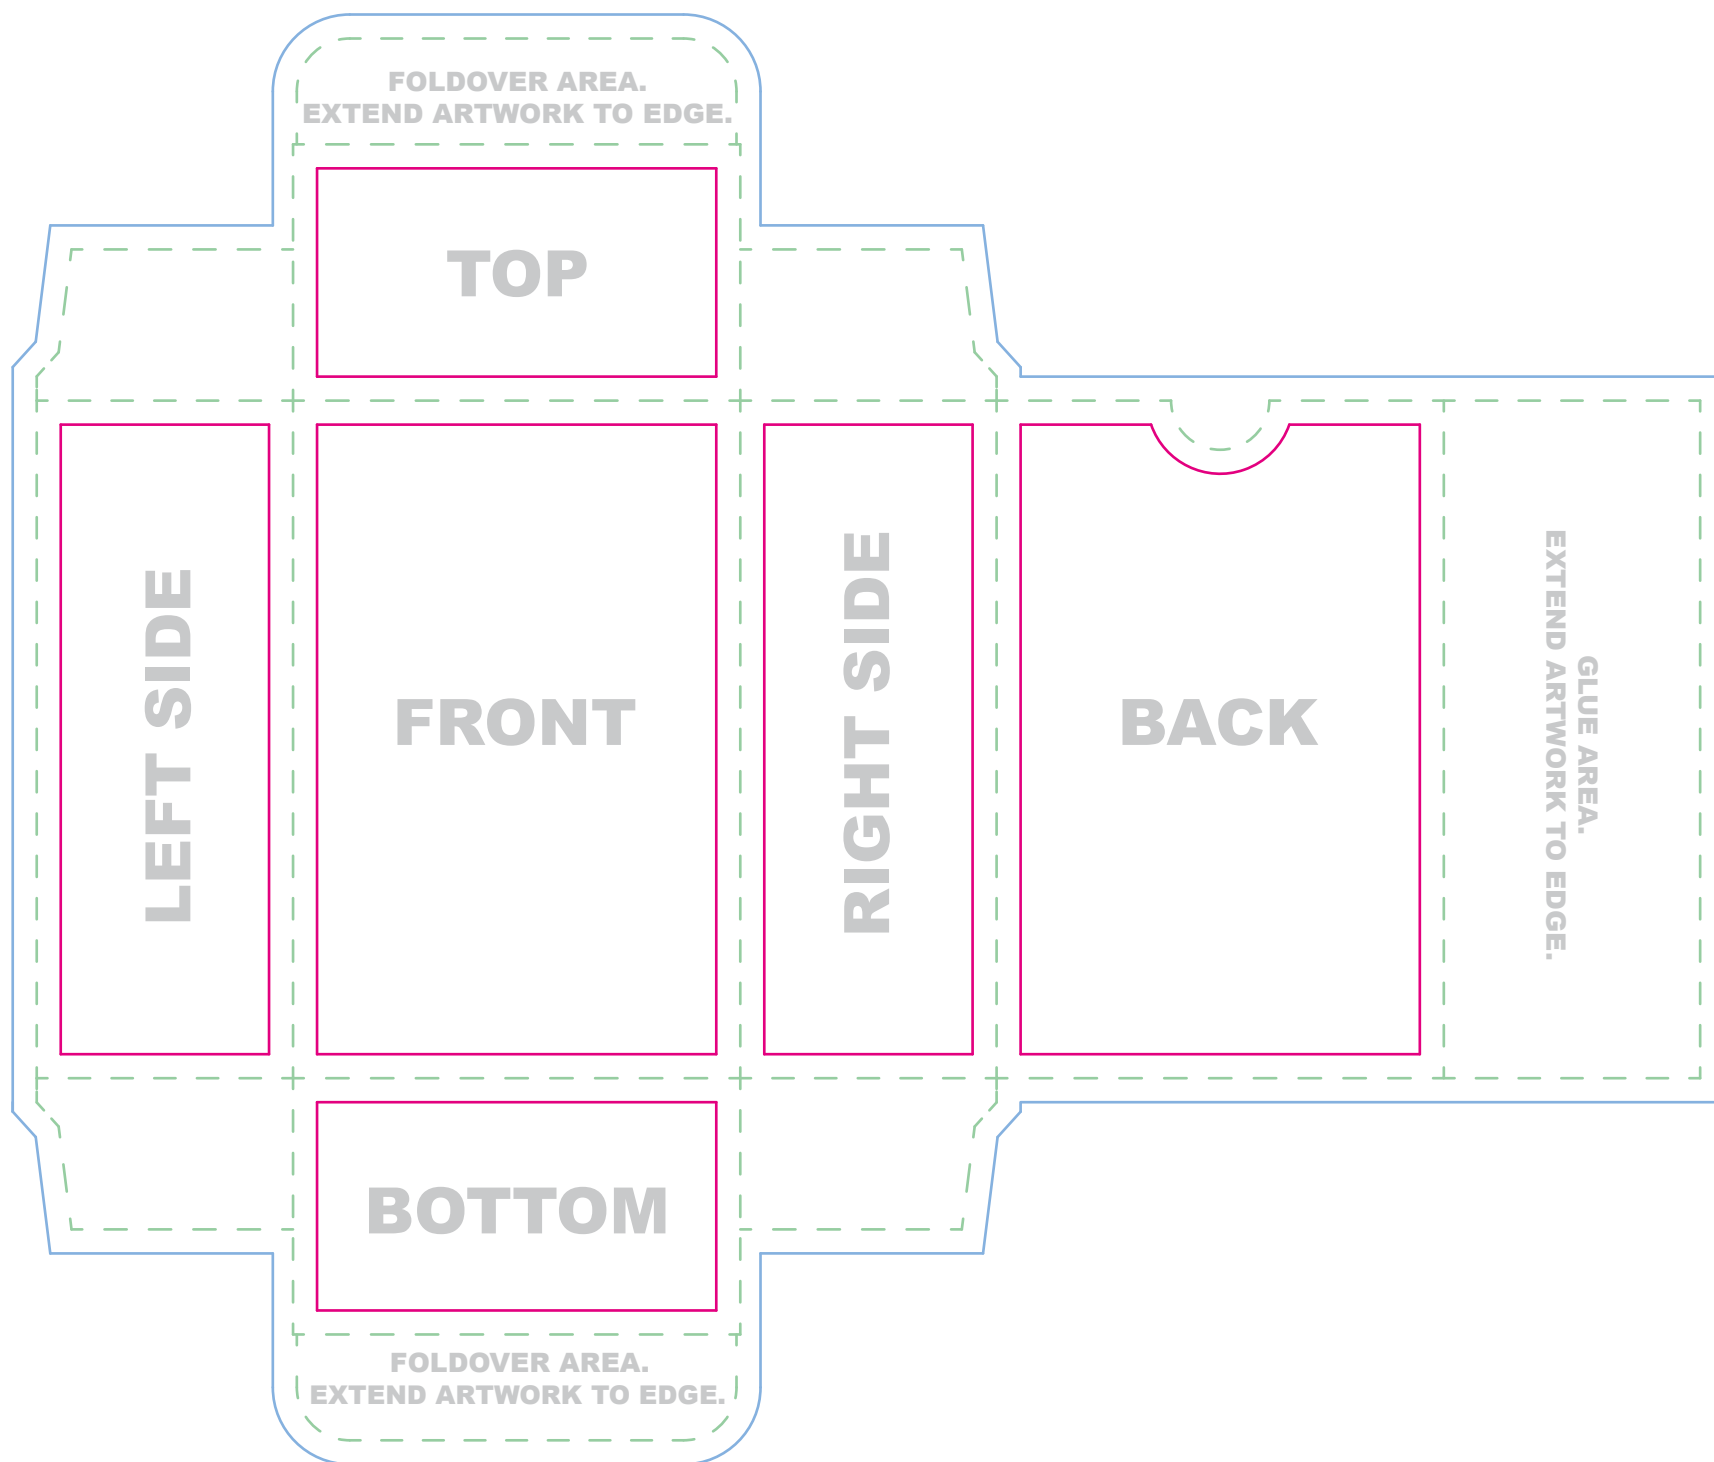 FOLDOVER AREA.
EXTEND ARTWORK TO EDGE.
TOP
LEFT SIDE
FRONT
RIGHT SIDE
BACK
GLUE AREA.
EXTEND ARTWORK TO EDGE.
BOTTOM
FOLDOVER AREA.
EXTEND ARTWORK TO EDGE.